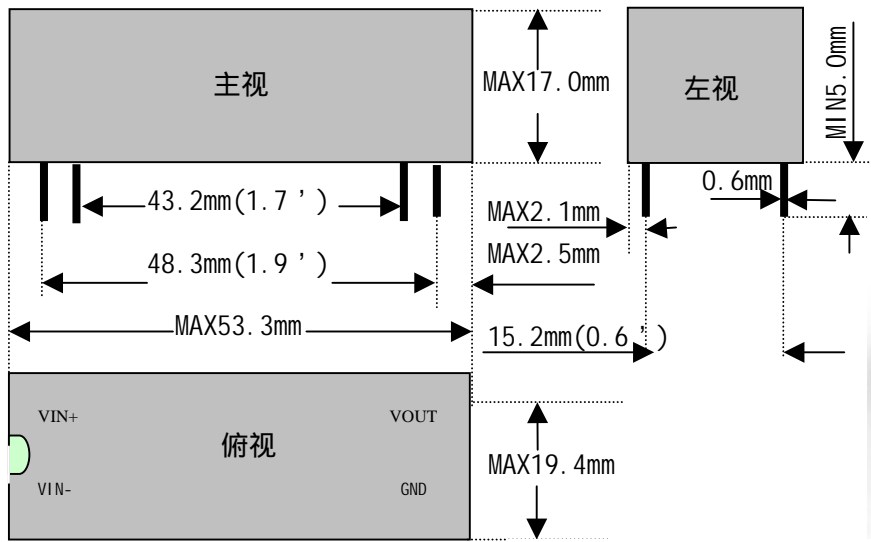 主视
MAX17.0mm
左视
MIN5.0mm
43.2mm(1.7 ')
0.6mm
MAX2.1mm
48.3mm(1.9 ')
MAX2.5mm
MAX53.3mm
15.2mm(0.6 ')
VIN+
VOUT
俯视
MAX19.4mm
VIN-
GND